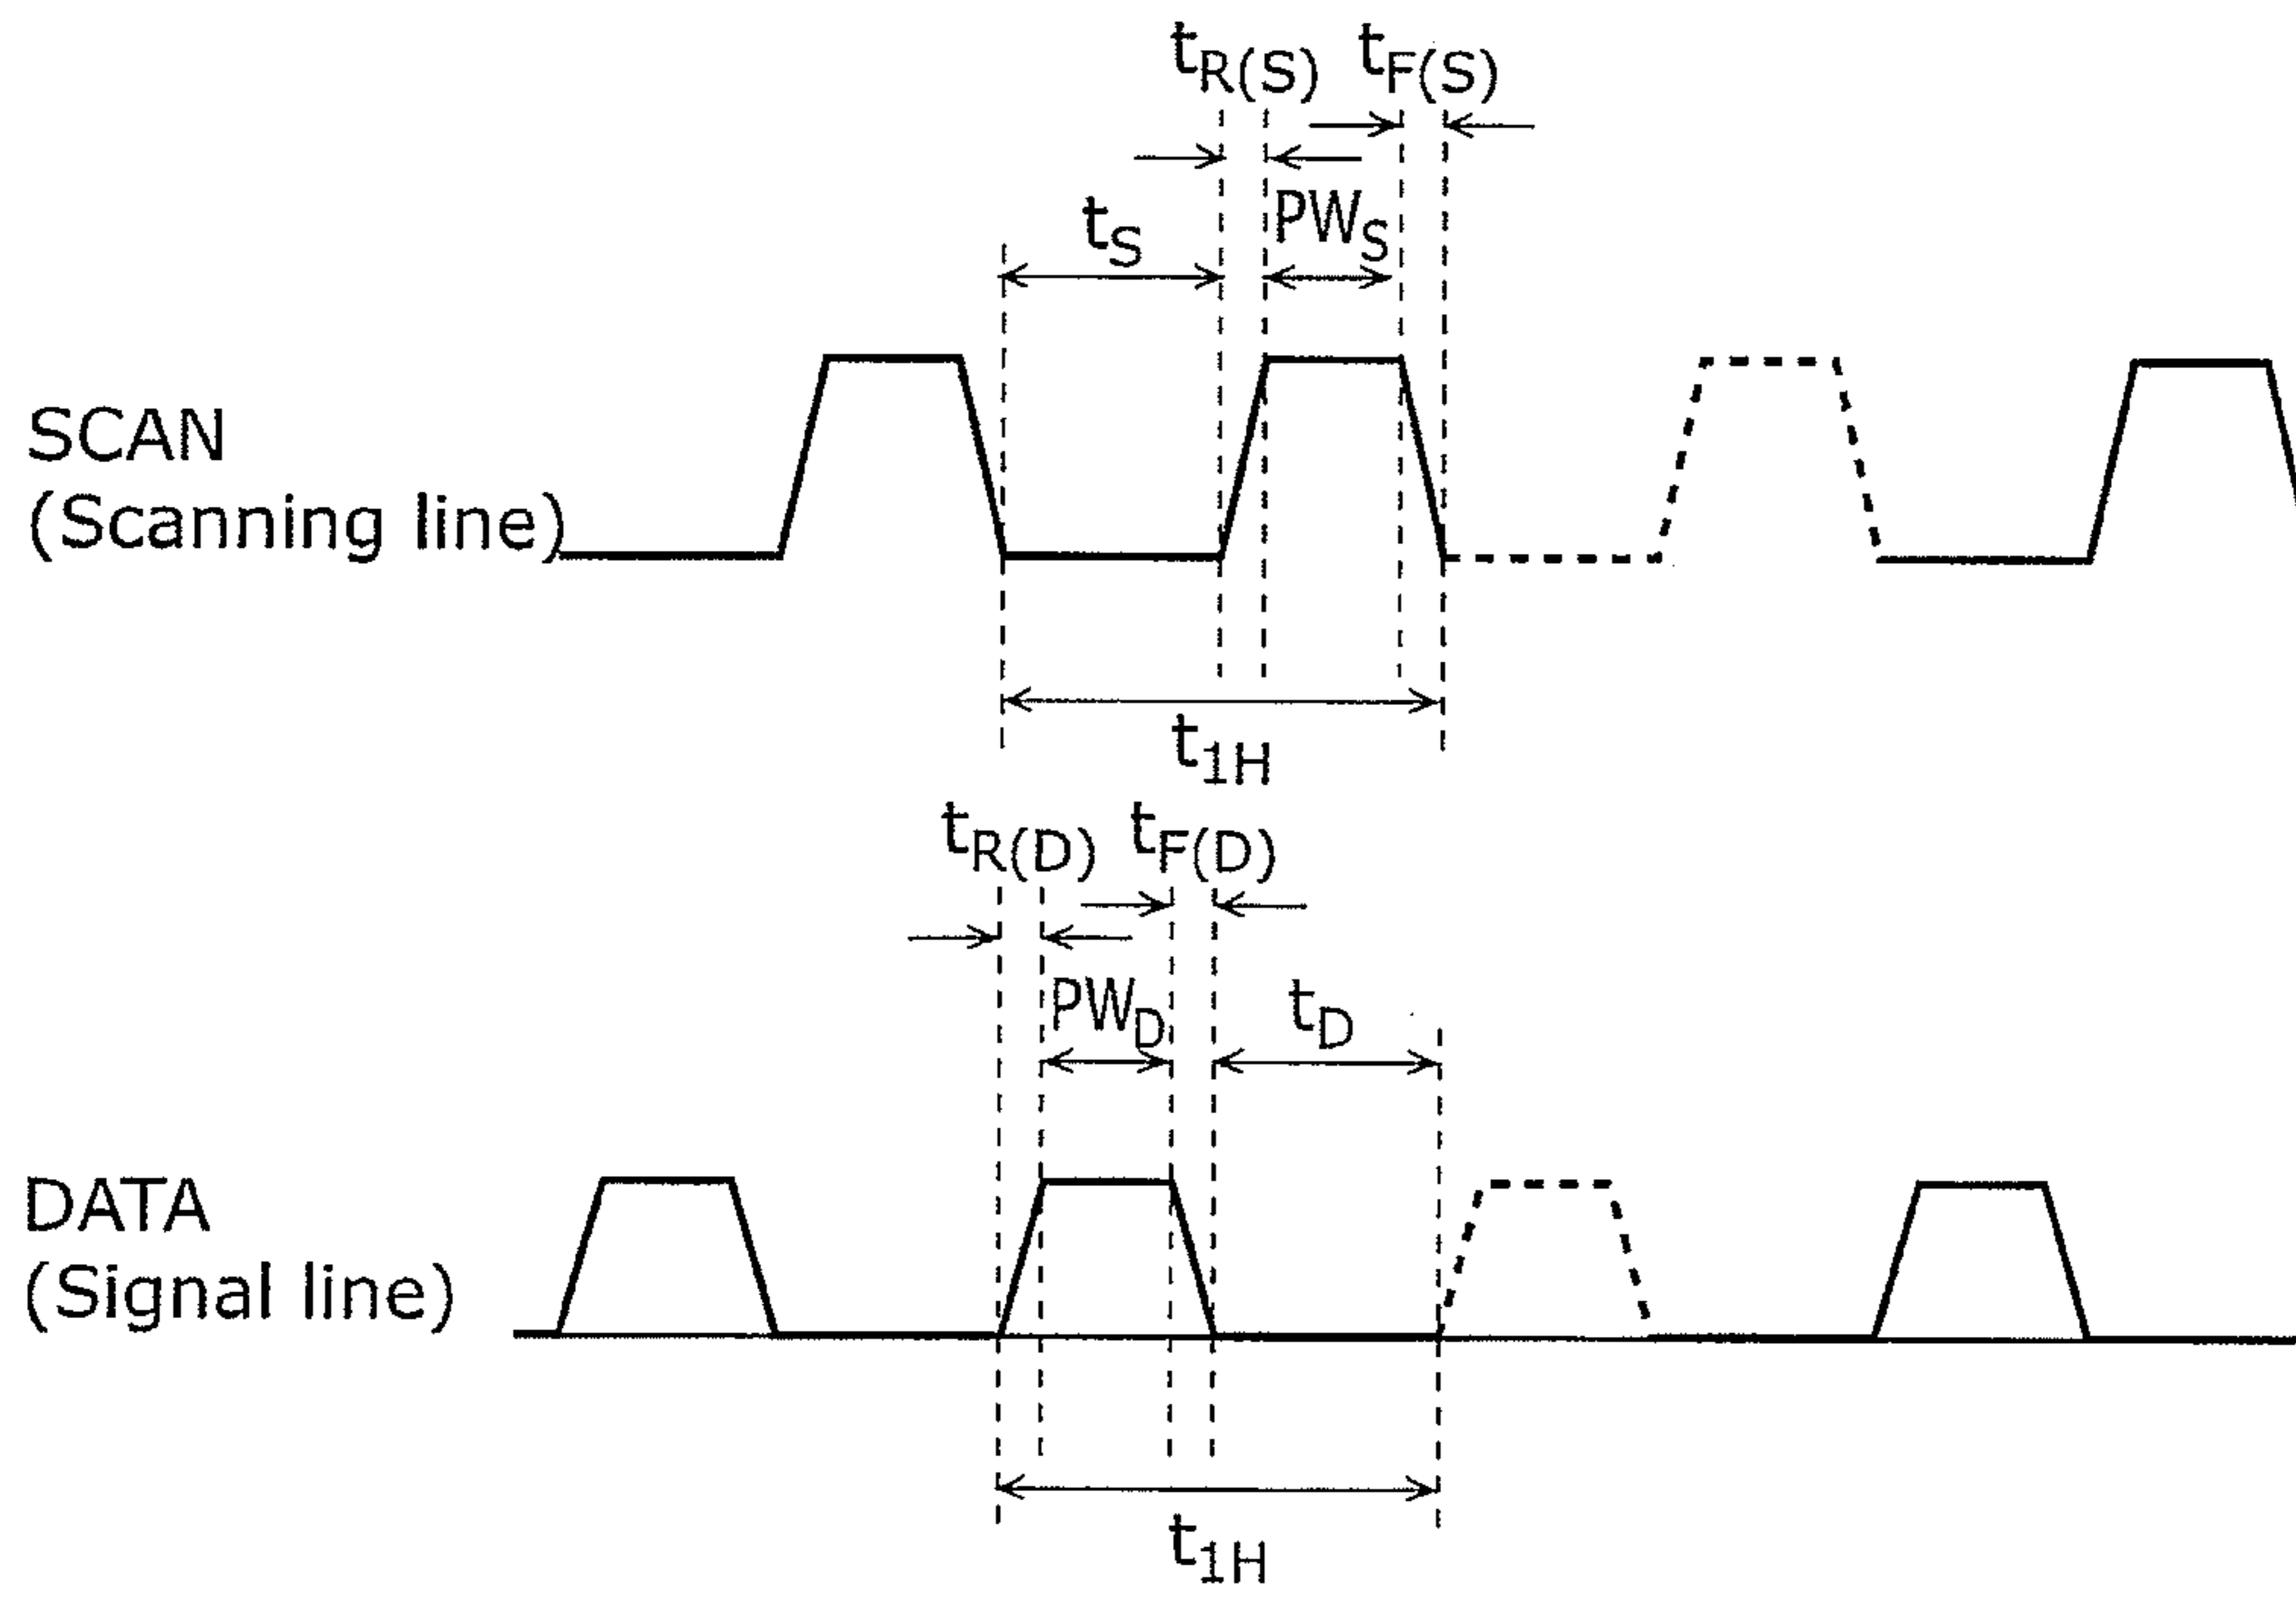 tR(S) tF(S)
tS PWS
SCAN
(Scanning line)
t1H
tR(D) tF(D)
PWD tD
DATA
(Signal line)
t1H